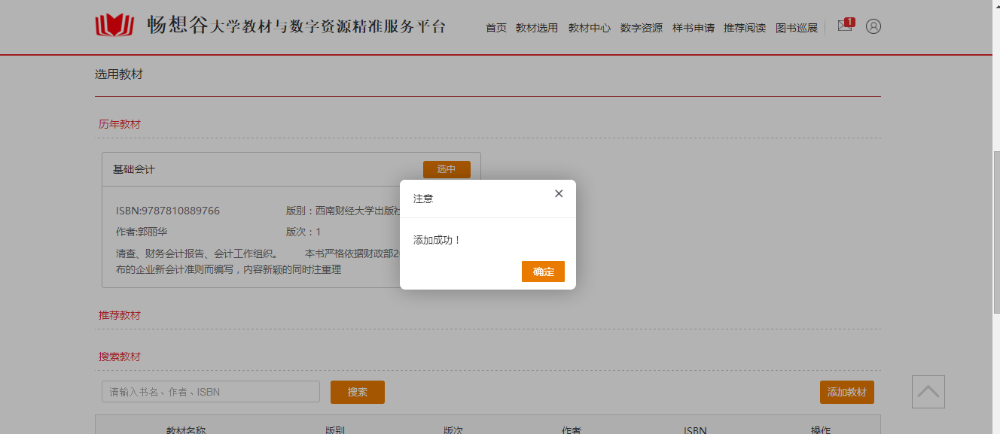 畅想谷大学教材与数字资源精准服务平台
首页 教材选用 教材中心 数字资源 样书申请 推荐阅读 图书巡展 1
选用教材
历年教材
基础会计 选中
ISBN:9787810889766 版别：西南财经大学出版社
作者:郭丽华 版次：1
清查、财务会计报告、会计工作组织。 本书严格依据财政部2
布的企业新会计准则而编写，内容新颖的同时注重理
注意
添加成功！
确定
推荐教材
搜索教材
请输入书名、作者、ISBN 搜索 添加教材
教材名称 版别 版次 作者 ISBN 操作